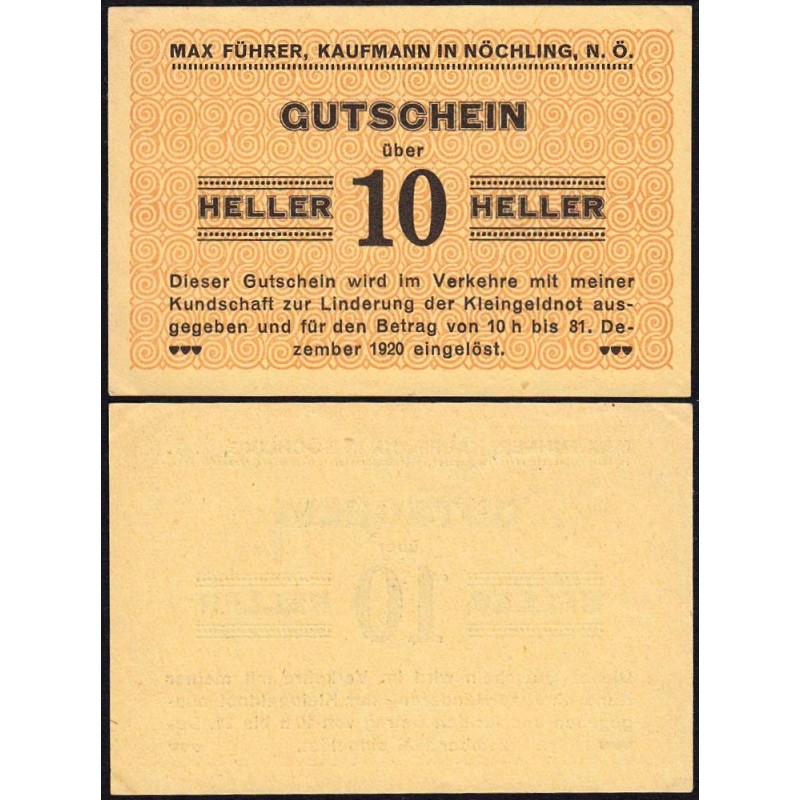 MAX FÜHRER, KAUFMANN IN NÖCHLING, N. Ö.
GUTSCHEIN
über
HELLER 10 HELLER
Dieser Gutschein wird im Verkehre mit meiner
Kundschaft zur Linderung der Kleingeldnot aus-
gegeben und für den Betrag von 10 h bis 31. De-
zember 1920 eingelöst.